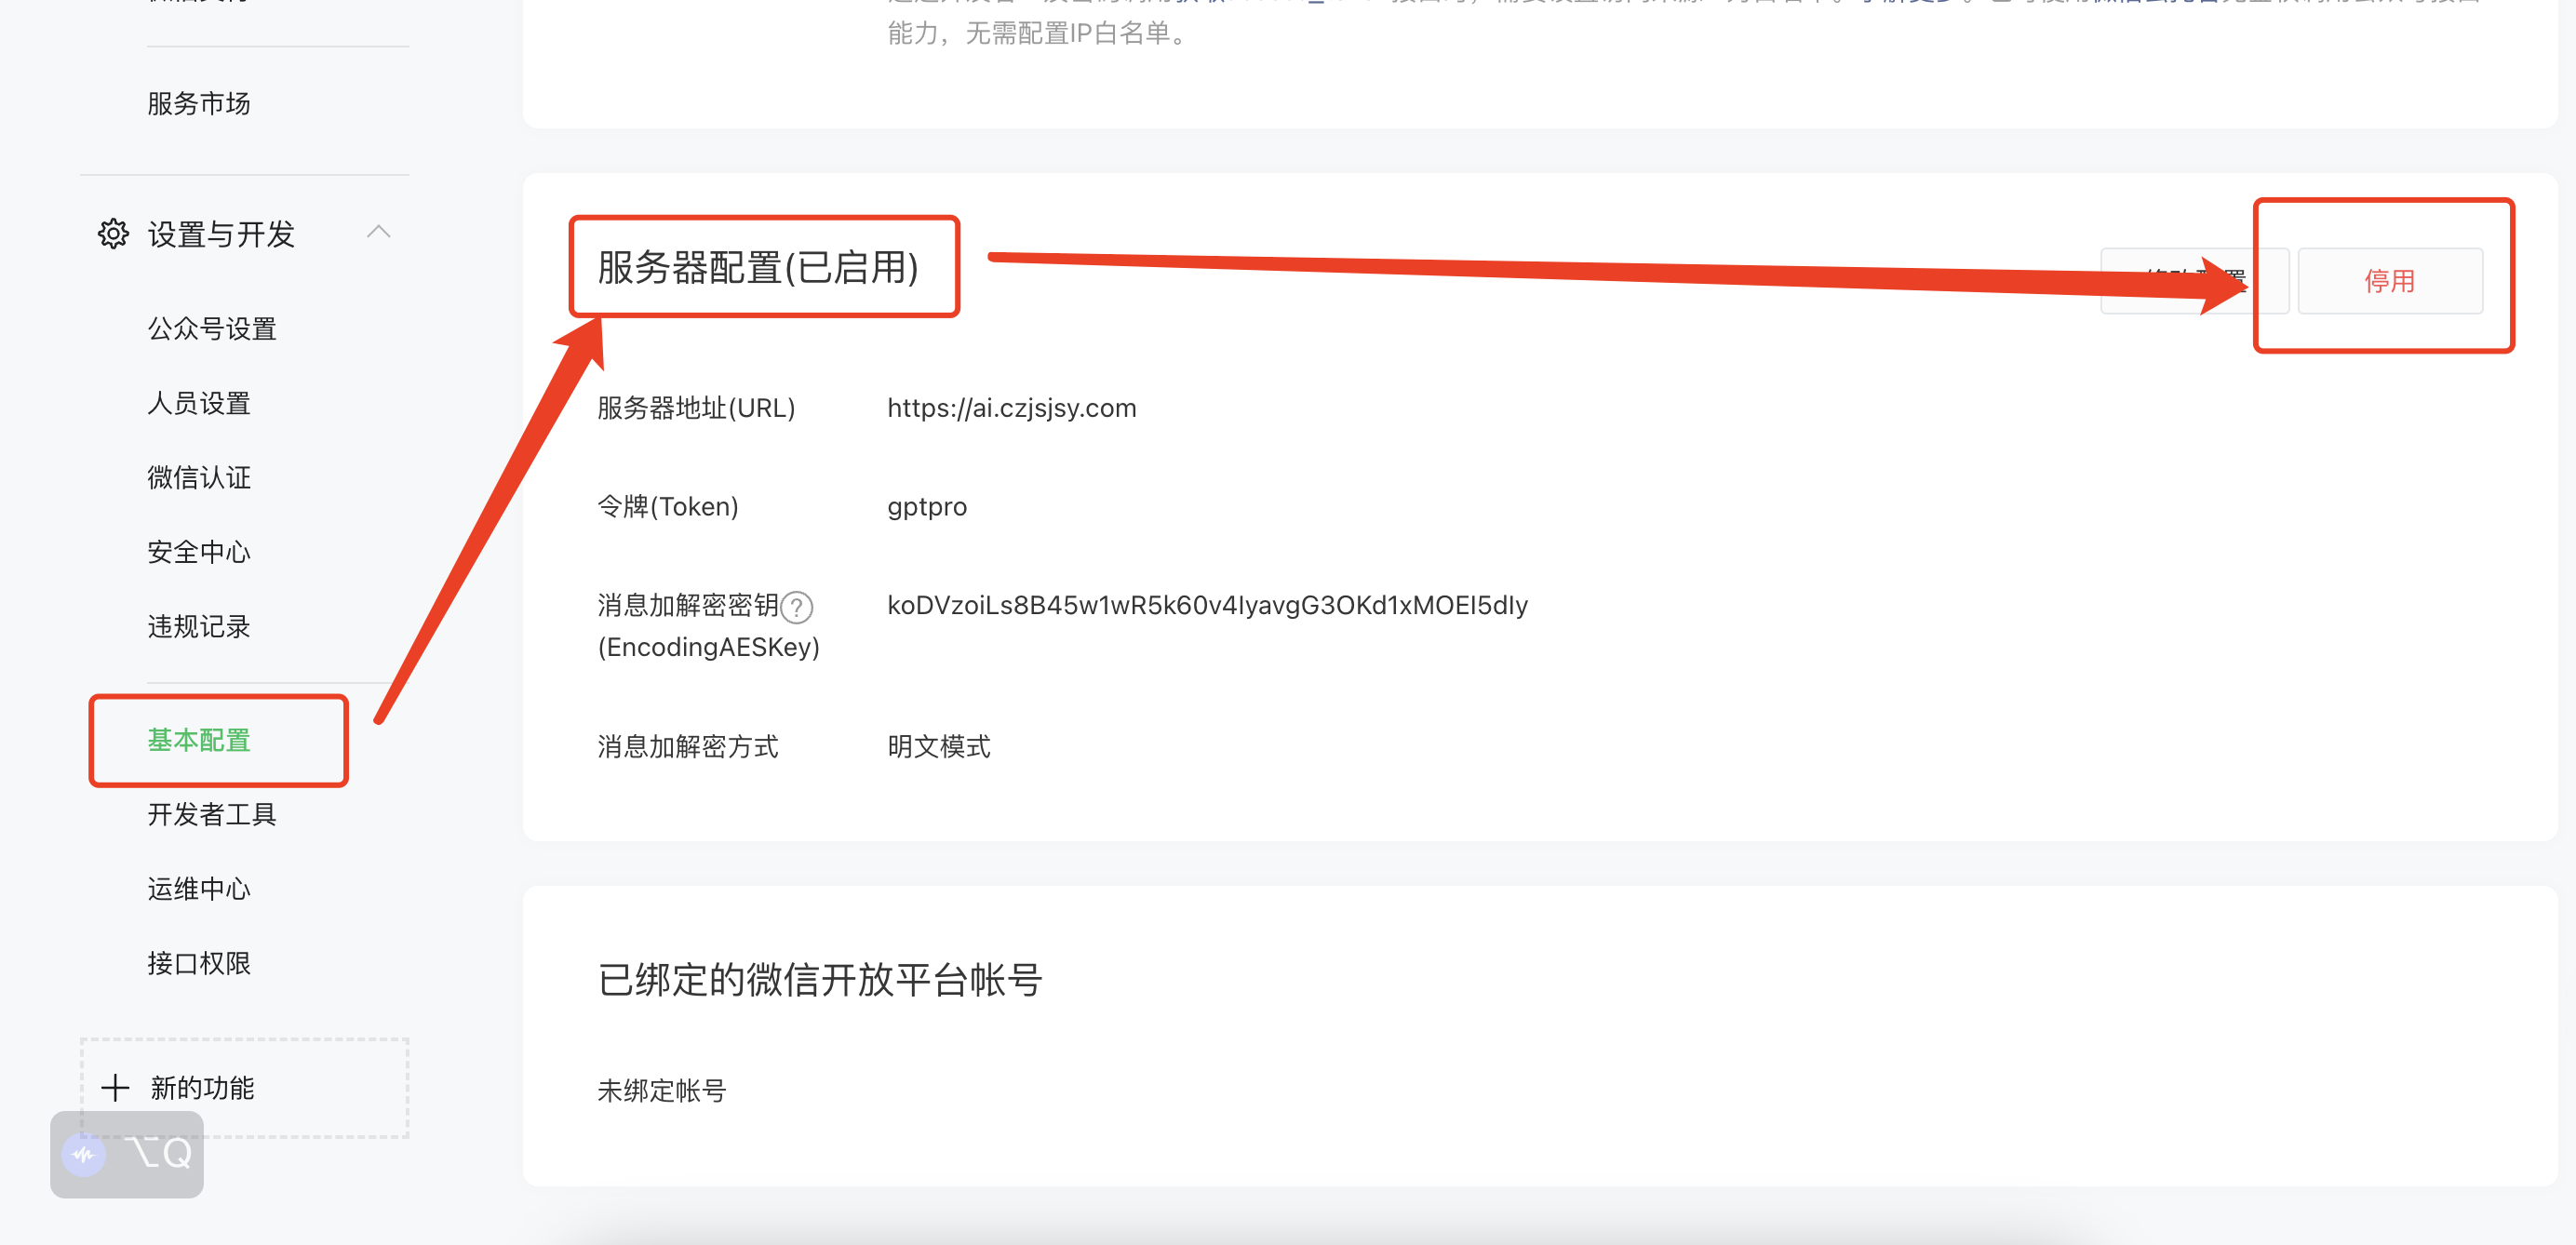 能力，无需配置IP白名单。
服务市场
设置与开发
公众号设置
人员设置
微信认证
安全中心
违规记录
基本配置
开发者工具
运维中心
接口权限
新的功能
⌥Q
服务器配置(已启用)
停用
服务器地址(URL) https://ai.czjsjsy.com
令牌(Token) gptpro
消息加解密密钥 ? koDVzoiLs8B45w1wR5k60v4IyavgG3OKd1xMOEI5dIy
(EncodingAESKey)
消息加解密方式 明文模式
已绑定的微信开放平台帐号
未绑定帐号